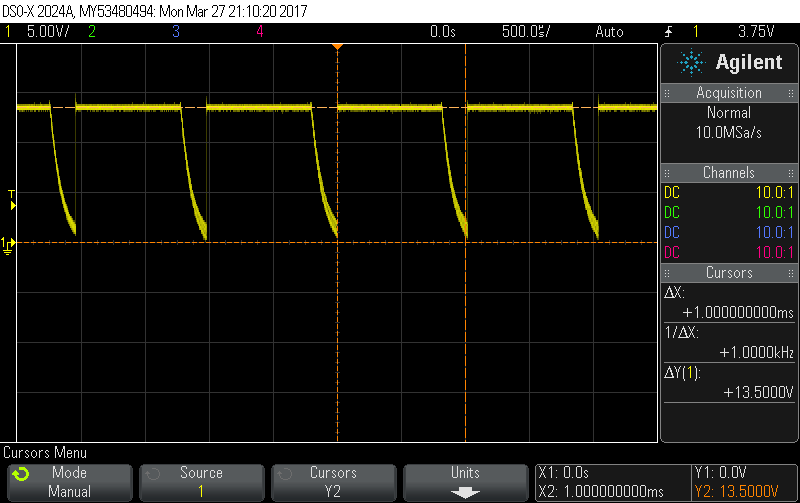 DSO-X 2024A, MY53480494: Mon Mar 27 21:10:20 2017
1 5.00V/ 2 3 4 0.0s 500.0㎲/ Auto 1 3.75V
Agilent
Acquisition
Normal
10.0MSa/s
Channels
DC 10.0:1
DC 10.0:1
DC 10.0:1
DC 10.0:1
Cursors
ΔX:
+1.000000000ms
1/ΔX:
+1.0000kHz
ΔY(1):
+13.5000V
T
1
Cursors Menu
Mode
Manual
Source
1
Cursors
Y2
Units
X1: 0.0s
X2: 1.000000000ms
Y1: 0.0V
Y2: 13.5000V